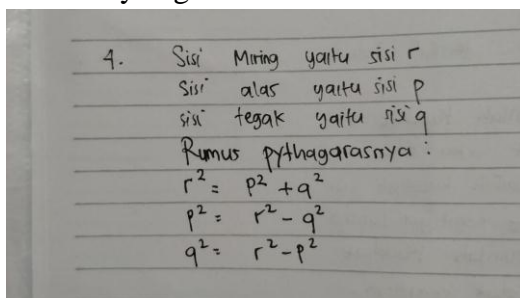 4. Sisi Miring yaitu sisi r
Sisi alas yaitu sisi p
sisi tegak yaitu sisi q
Rumus pythagarasnya :
r² = p² + q²
p² = r² - q²
q² = r² - p²